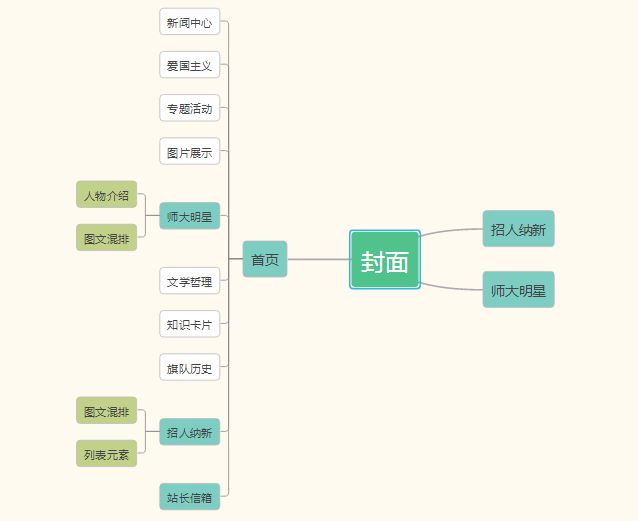 新闻中心
爱国主义
专题活动
图片展示
人物介绍
师大明星
图文混排
招人纳新
封面
首页
师大明星
文学哲理
知识卡片
旗队历史
图文混排
招人纳新
列表元素
站长信箱